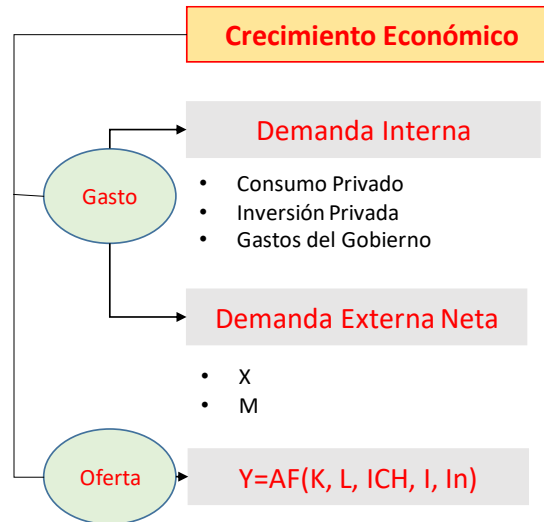 Crecimiento Económico
Demanda Interna
Gasto
• Consumo Privado
• Inversión Privada
• Gastos del Gobierno
Demanda Externa Neta
• X
• M
Oferta
Y=AF(K, L, ICH, I, In)